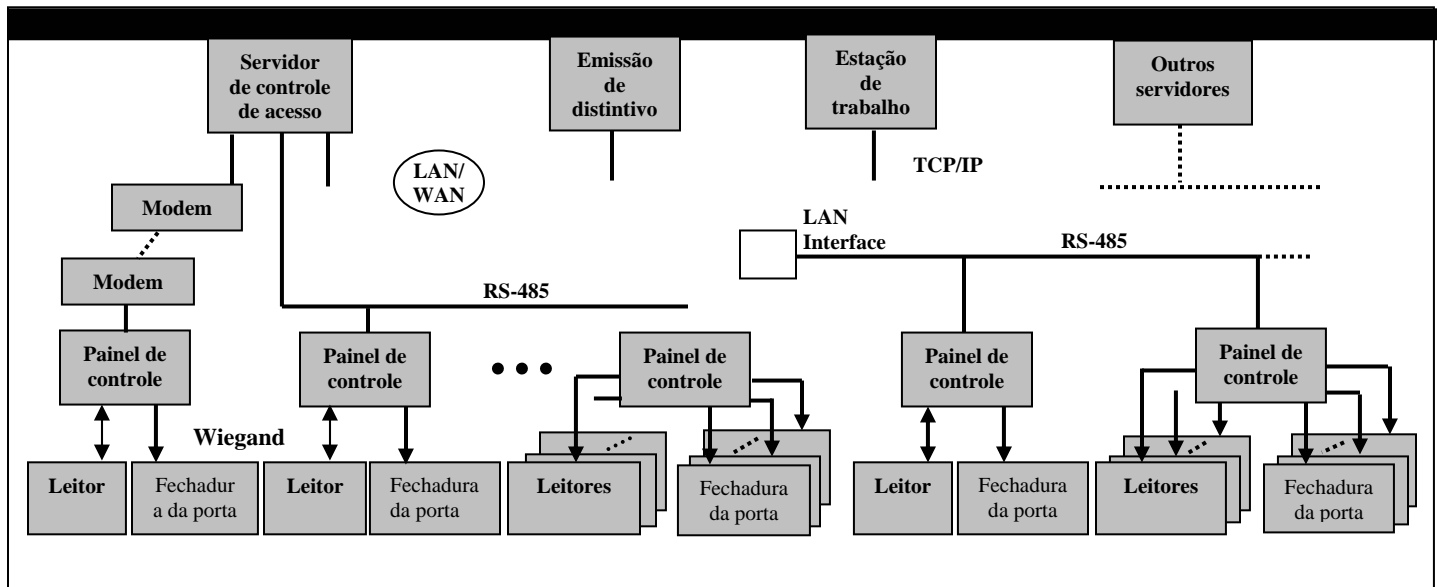 Servidor
de controle
de acesso
Emissão
de
distintivo
Estação
de
trabalho
Outros
servidores
LAN/
WAN
TCP/IP
Modem
LAN
Interface
RS-485
Modem
RS-485
Painel de
controle
Painel de
controle
Painel de
controle
Painel de
controle
Painel de
controle
Wiegand
Leitor
Fechadur
a da porta
Leitor
Fechadura
da porta
Leitores
Fechadura
da porta
Leitor
Fechadura
da porta
Leitores
Fechadura
da porta